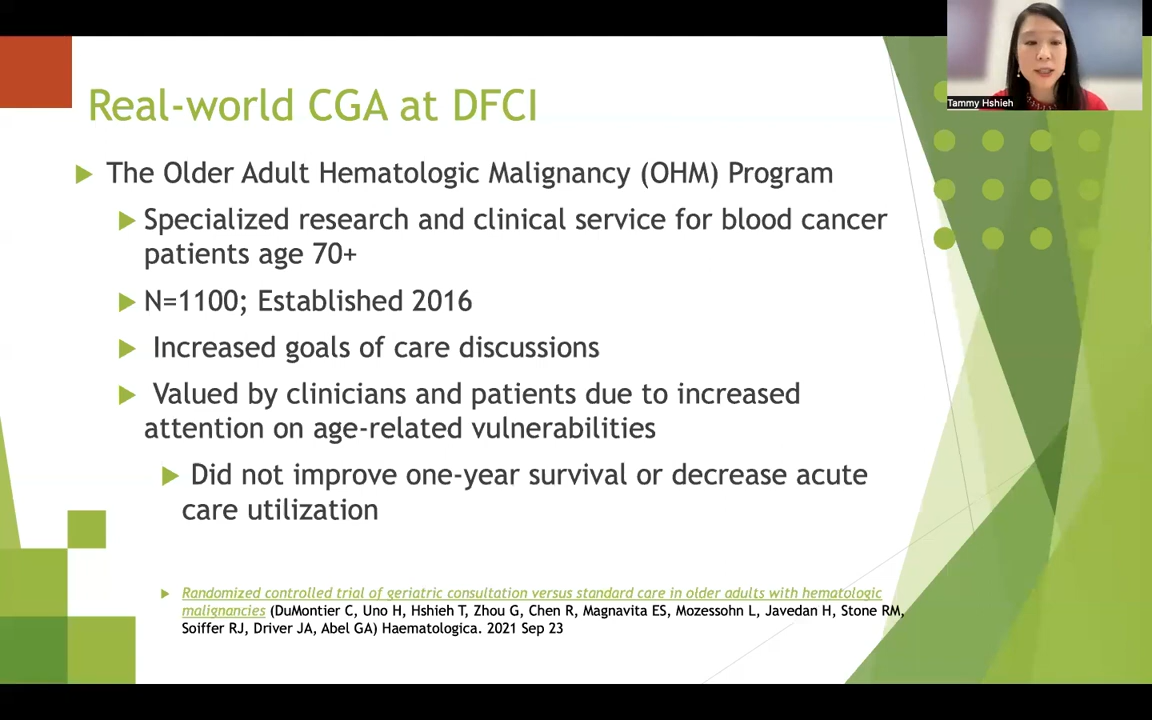 Tammy Hshieh
Real-world CGA at DFCI
The Older Adult Hematologic Malignancy (OHM) Program
Specialized research and clinical service for blood cancer
patients age 70+
N=1100; Established 2016
Increased goals of care discussions
Valued by clinicians and patients due to increased
attention on age-related vulnerabilities
Did not improve one-year survival or decrease acute
care utilization
Randomized controlled trial of geriatric consultation versus standard care in older adults with hematologic
malignancies (DuMontier C, Uno H, Hshieh T, Zhou G, Chen R, Magnavita ES, Mozessohn L, Javedan H, Stone RM,
Soiffer RJ, Driver JA, Abel GA) Haematologica. 2021 Sep 23